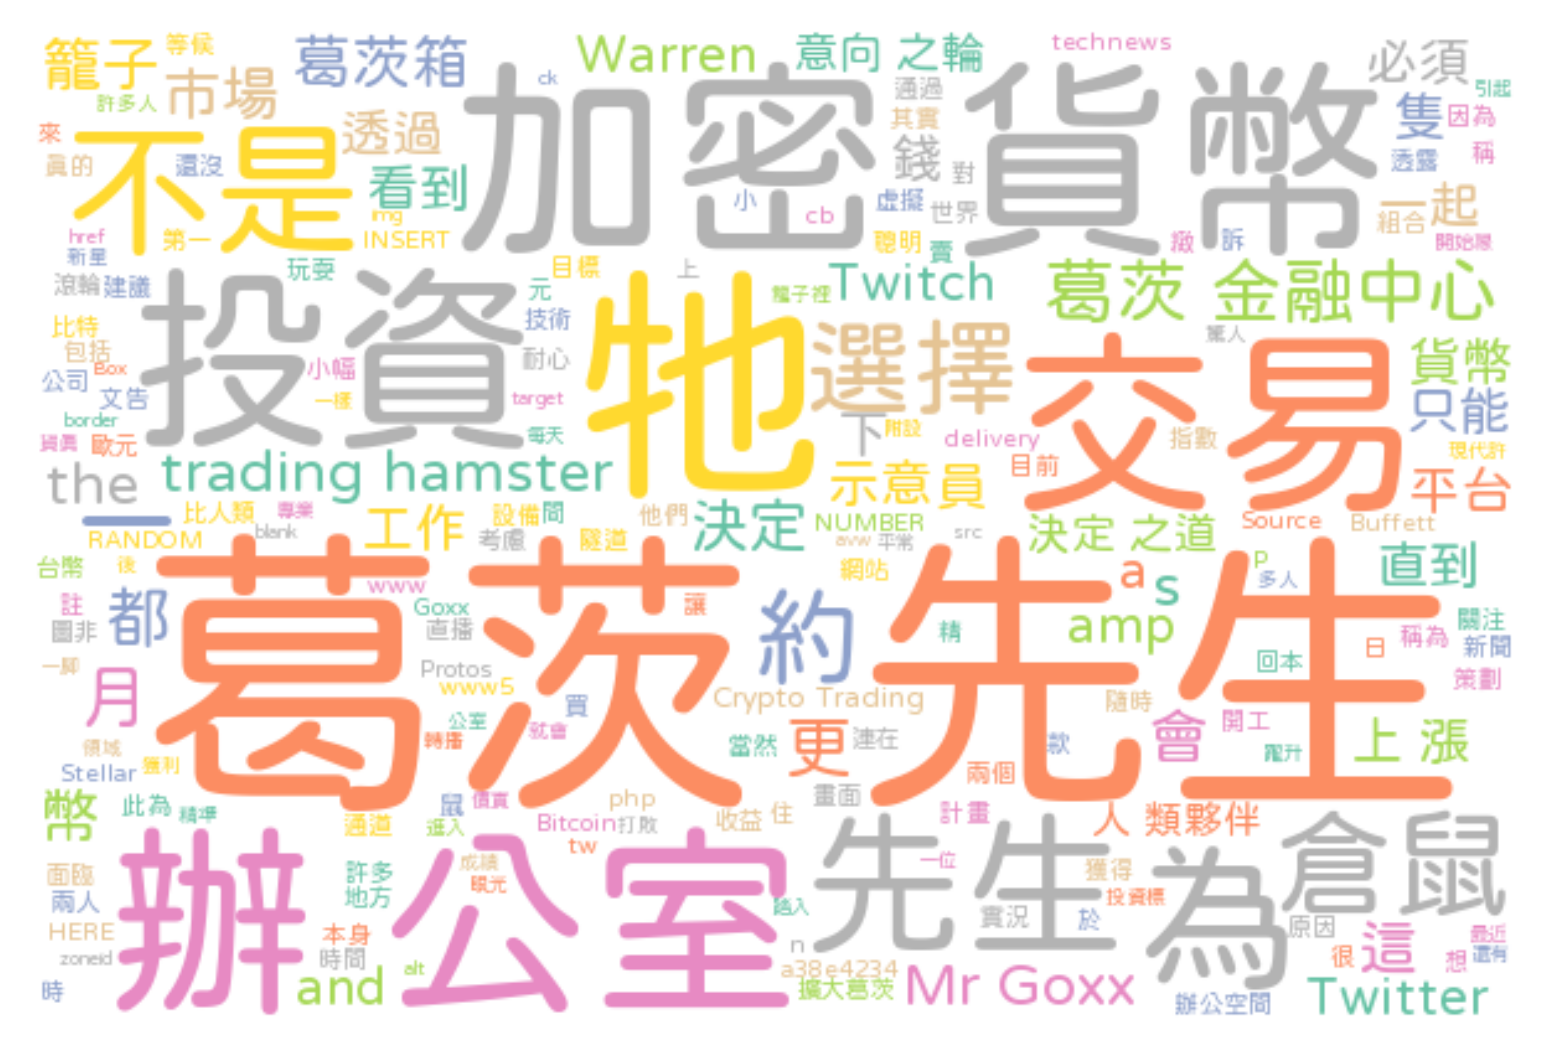 籠子 等侯 葛茨箱 Warren 意向 之輪 technews 必須
許多人 市場 ck 通過 引起
來 不是 透過 加密貨幣 其實 隻 因為
真的 還沒 看到 錢 對 透露 稱
img 小 cb 虛擬 世界 一起
href 第一 INSERT 聰明 賣 緻 訴 組合
新星 玩耍 目標 上
滾輪 建議 投資 元 牠 籠子裡 Twitch 葛茨 金融中心
比特 技術 選擇 驚人
包括 Box 小幅 耐心 交易 貨幣
公司 文告 一樣 target 下 附設 只能
border 每天 delivery 指數
歐元 目前 現代許
the trading hamster 示意員 平台
一 比人類 專業 工作 設備 間 他們 決定 NUMBER 決定 之道 Source Buffett
RANDOM blank 考慮 隧道 avw 平常 src
台幣 後 www 網站 p 多人 直到
註 都 葛茨先生 Goxx 讓 約 a s
圖非 直播 精 amp 稱為 關注
一腳 Protos 回本 日 新聞
月 www5 買 Crypto Trading 隨時 策劃
公室 就會 更 會 開工
領域 轉播 當然 連在 款 上 漲
Stellar 獲利 兩個 躍升
幣 此為 積準 鼠 債賣 php 畫面
通道 進入 Bitcoin 打敗 收益 住 計畫 人 類夥伴
tw
面臨 辦公室 許多 成績 先生 一位 獲得 為 倉鼠
兩人 地方 眼光 踏入 實況 於 投資標
HERE 本身 原因 最近
zoneid 時間 n 很 這 想 還有
時 and alt a38e4234 Mr Goxx
擴大葛茨 辦公空間 Twitter